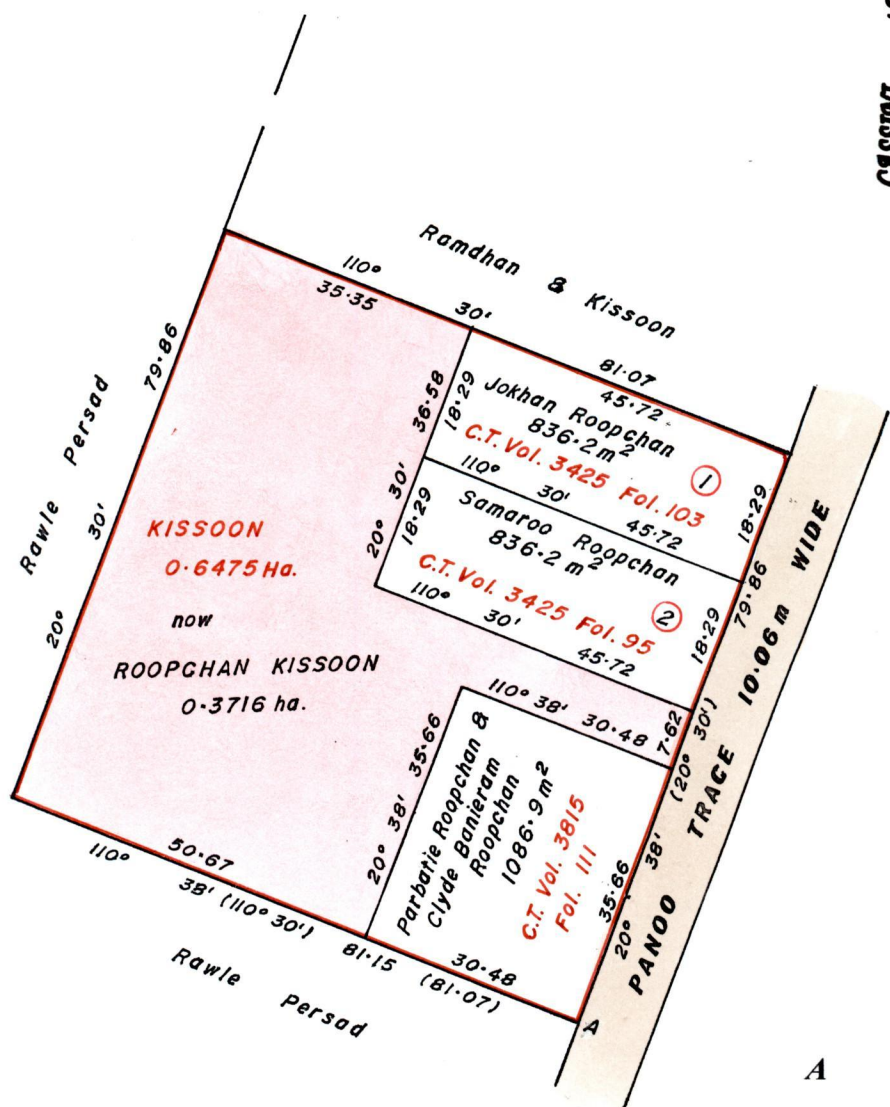 Ramdhan & Kissoon
110° 30'
35·35
81·07
45·72
79·86
Rawle Persad
20° 30'
36·58
20° 30'
18·29
Jokhan Roopchan
836·2 m²
C.T. Vol. 3425 Fol. 103
1
18·29
110° 30'
45·72
18·29
Samaroo Roopchan
836·2 m²
C.T. Vol. 3425 Fol. 95
2
18·29
110° 30'
45·72
79·86
(20° 30')
KISSOON
0·6475 Ha.
now
ROOPCHAN KISSOON
0·3716 ha.
110° 38' 30·48
7·62
35·66
20° 38'
Parbatie Roopchan &
Clyde Banieram
Roopchan
1086·9 m²
C.T. Vol. 3815
Fol. 111
35·66
20° 38'
PANOO TRACE 10·06m WIDE
50·67
110° 38' (110° 30')
81·15 (81·07)
30·48
Rawle Persad
A
A